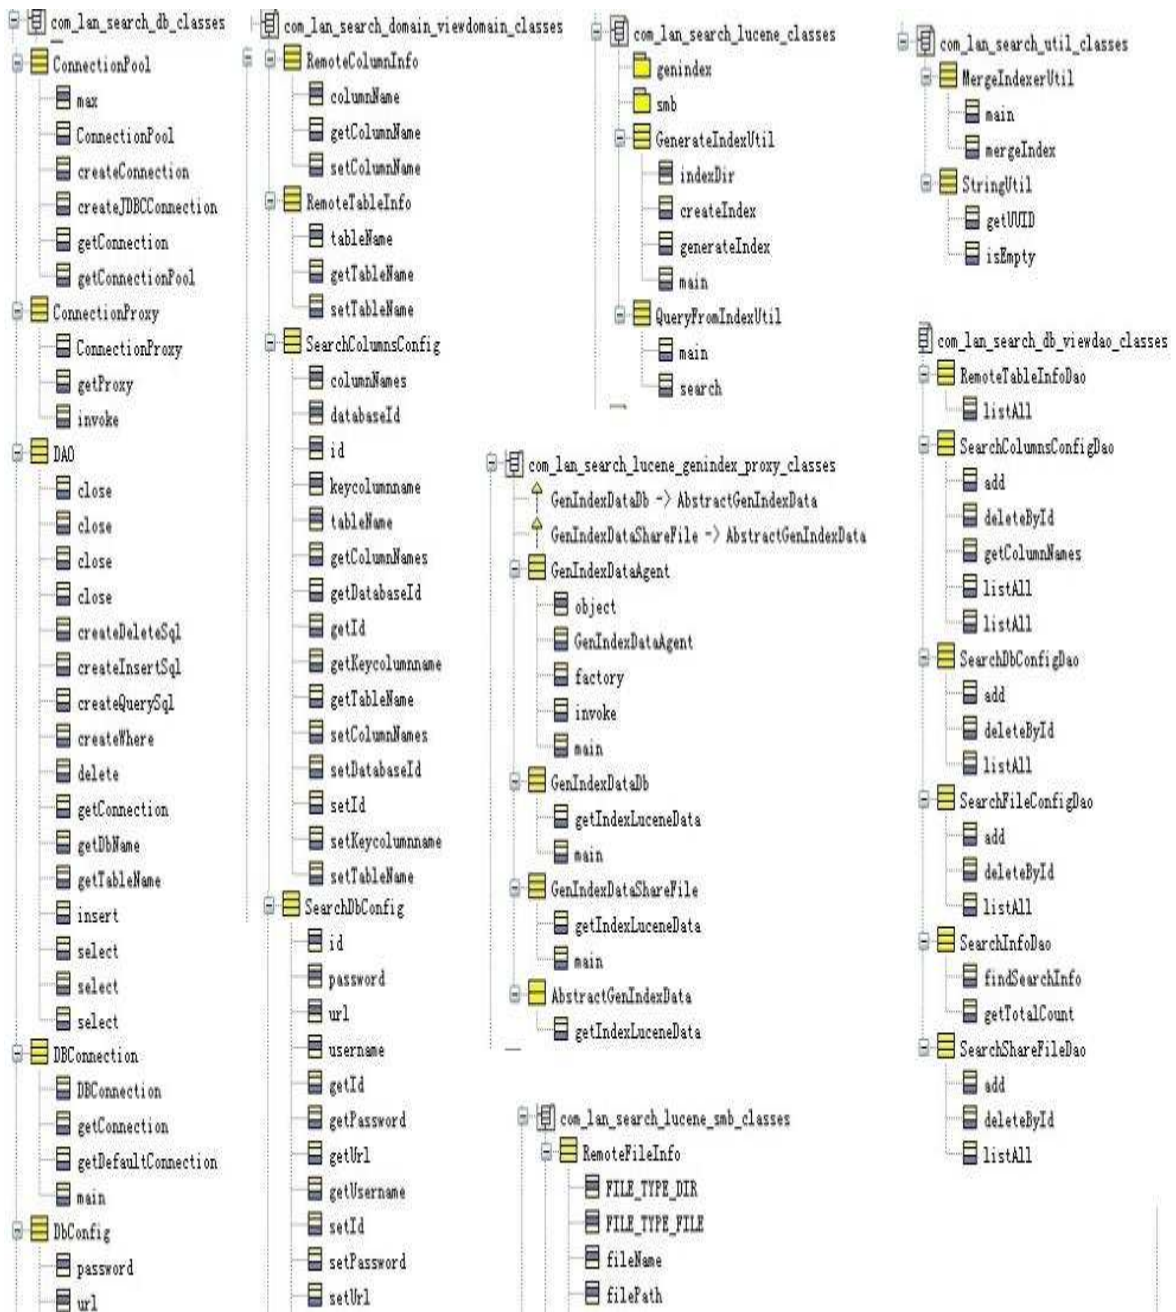 com_lan_search_db_classes
ConnectionPool
max
ConnectionPool
createConnection
createJDBCConnection
getConnection
getConnectionPool
ConnectionProxy
ConnectionProxy
getProxy
invoke
DAO
close
close
close
close
createDeleteSql
createInsertSql
createQuerySql
createWhere
delete
getConnection
getDbName
getTableName
insert
select
select
select
DBConnection
DBConnection
getConnection
getDefaultConnection
main
DbConfig
password
url
com_lan_search_domain_viewdomain_classes
RemoteColumnInfo
columnName
getColumnName
setColumnName
RemoteTableInfo
tableName
getTableName
setTableName
SearchColumnsConfig
columnNames
databaseId
id
keycolumnname
tableName
getColumnNames
getDatabaseId
getId
getKeycolumnname
getTableName
setColumnNames
setDatabaseId
setId
setKeycolumnname
setTableName
SearchDbConfig
id
password
url
username
getId
getPassword
getUrl
getUsername
setId
setPassword
setUrl
com_lan_search_lucene_classes
genindex
smb
GenerateIndexUtil
indexDir
createIndex
generateIndex
main
QueryFromIndexUtil
main
search
com_lan_search_lucene_genindex_proxy_classes
GenIndexDataDb -> AbstractGenIndexData
GenIndexDataShareFile -> AbstractGenIndexData
GenIndexDataAgent
object
GenIndexDataAgent
factory
invoke
main
GenIndexDataDb
getIndexLuceneData
main
GenIndexDataShareFile
getIndexLuceneData
main
AbstractGenIndexData
getIndexLuceneData
com_lan_search_lucene_smb_classes
RemoteFileInfo
FILE_TYPE_DIR
FILE_TYPE_FILE
fileName
filePath
com_lan_search_util_classes
MergeIndexerUtil
main
mergeIndex
StringUtil
getUUID
isEmpty
com_lan_search_db_viewdao_classes
RemoteTableInfoDao
listAll
SearchColumnsConfigDao
add
deleteById
getColumnNames
listAll
listAll
SearchDbConfigDao
add
deleteById
listAll
SearchFileConfigDao
add
deleteById
listAll
SearchInfoDao
findSearchInfo
getTotalCount
SearchShareFileDao
add
deleteById
listAll